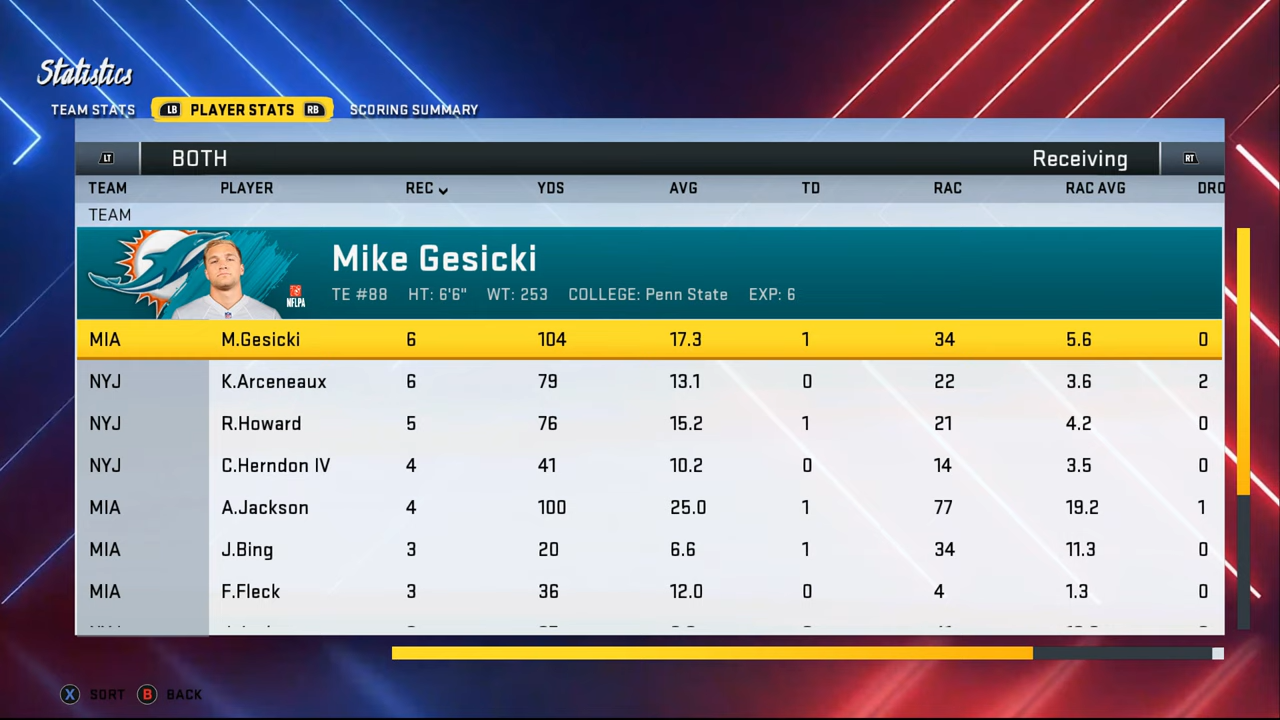 Statistics
TEAM STATS LB PLAYER STATS RB SCORING SUMMARY
LT BOTH Receiving RT
TEAM PLAYER REC YDS AVG TD RAC RAC AVG DRO
TEAM
Mike Gesicki
TE #88 HT: 6'6" WT: 253 COLLEGE: Penn State EXP: 6
NFLPA
MIA M.Gesicki 6 104 17.3 1 34 5.6 0
NYJ K.Arceneaux 6 79 13.1 0 22 3.6 2
NYJ R.Howard 5 76 15.2 1 21 4.2 0
NYJ C.Herndon IV 4 41 10.2 0 14 3.5 0
MIA A.Jackson 4 100 25.0 1 77 19.2 1
MIA J.Bing 3 20 6.6 1 34 11.3 0
MIA F.Fleck 3 36 12.0 0 4 1.3 0
X SORT B BACK